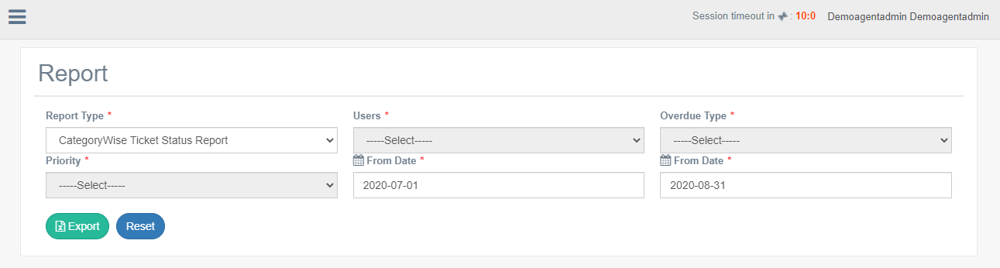 Session timeout in : 10:0 Demoagentadmin Demoagentadmin
Report
Report Type * Users * Overdue Type *
CategoryWise Ticket Status Report -----Select----- -----Select-----
Priority * From Date * From Date *
-----Select----- 2020-07-01 2020-08-31
Export Reset